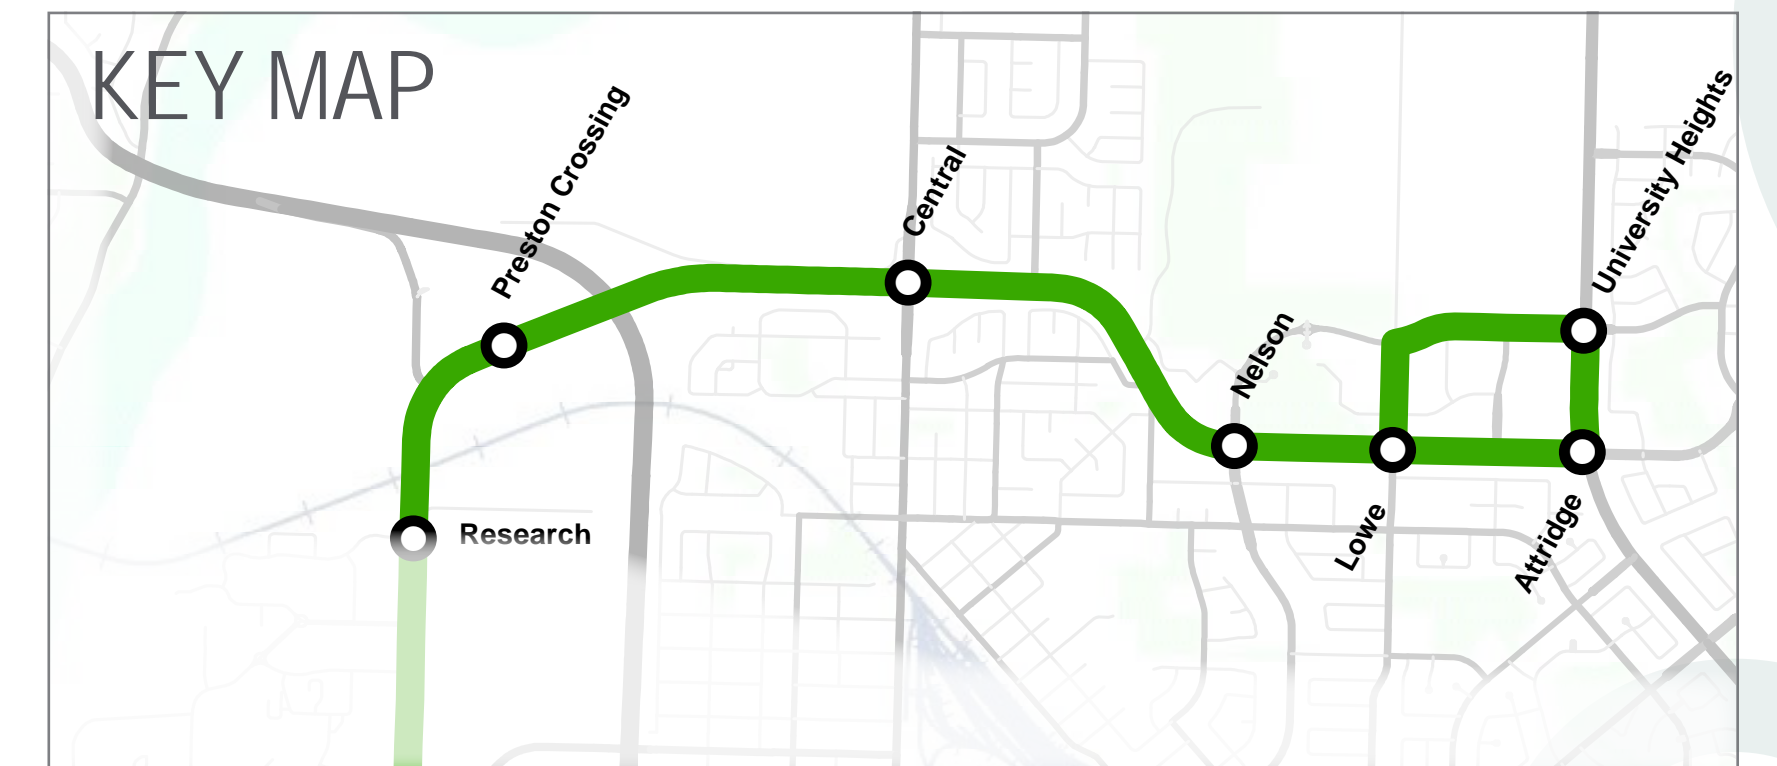 KEY MAP
Preston Crossing
Central
University Heights
Nelson
Research
Lowe
Attridge